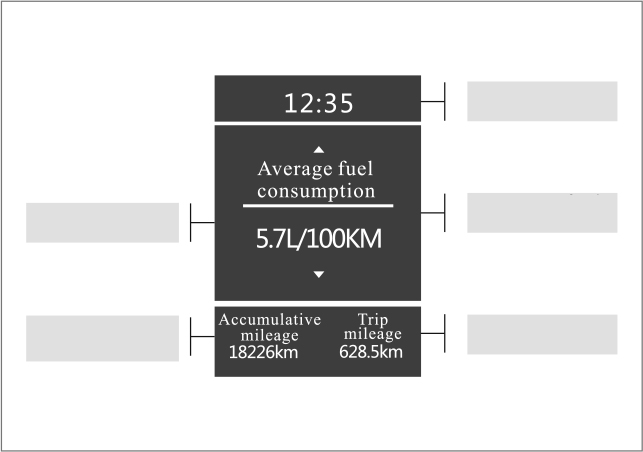 12:35
Average fuel
consumption
5.7L/100KM
Accumulative
mileage
18226km
Trip
mileage
628.5km